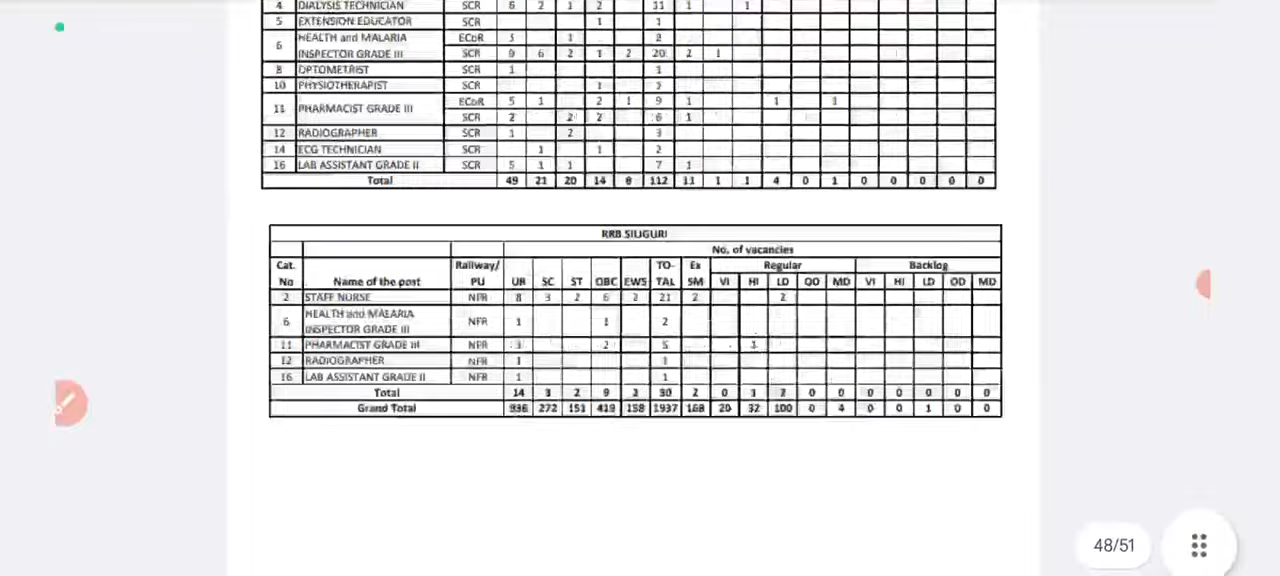 4 DIALYSIS TECHNICIAN SCR 6 2 1 2 11 1 1
5 EXTENSION EDUCATOR SCR 1 1
6 HEALTH and MALARIA INSPECTOR GRADE III ECoR 1
SCR 9 6 2 1 2 20 2 1
8 OPTOMETRIST SCR 1 1
10 PHYSIOTHERAPIST SCR 1
11 PHARMACIST GRADE III ECoR 5 1 2 1 9 1 1 1
SCR 2 2 2 6 1
12 RADIOGRAPHER SCR 1 2 3
14 ECG TECHNICIAN SCR 1 1 2
16 LAB ASSISTANT GRADE II SCR 5 1 1 7 1
Total 49 21 20 14 8 112 11 1 1 4 0 1 0 0 0 0 0
RRB SILIGURI
No. of vacancies
Cat. No Name of the post Railway/ PU UR SC ST OBC EWS TO-TAL Ex SM Regular Backlog
VI HI LD OD MD VI HI LD OD MD
2 STAFF NURSE NFR 8 3 2 6 2 21 2 2
6 HEALTH and MALARIA INSPECTOR GRADE III NFR 1 1 2
11 PHARMACIST GRADE III NFR 3 2 5 1
12 RADIOGRAPHER NFR 1 1
16 LAB ASSISTANT GRADE II NFR 1 1
Total 14 3 2 9 2 30 2 0 1 2 0 0 0 0 0 0 0
Grand Total 936 272 151 419 158 1937 168 20 32 100 0 4 0 0 1 0 0
48/51